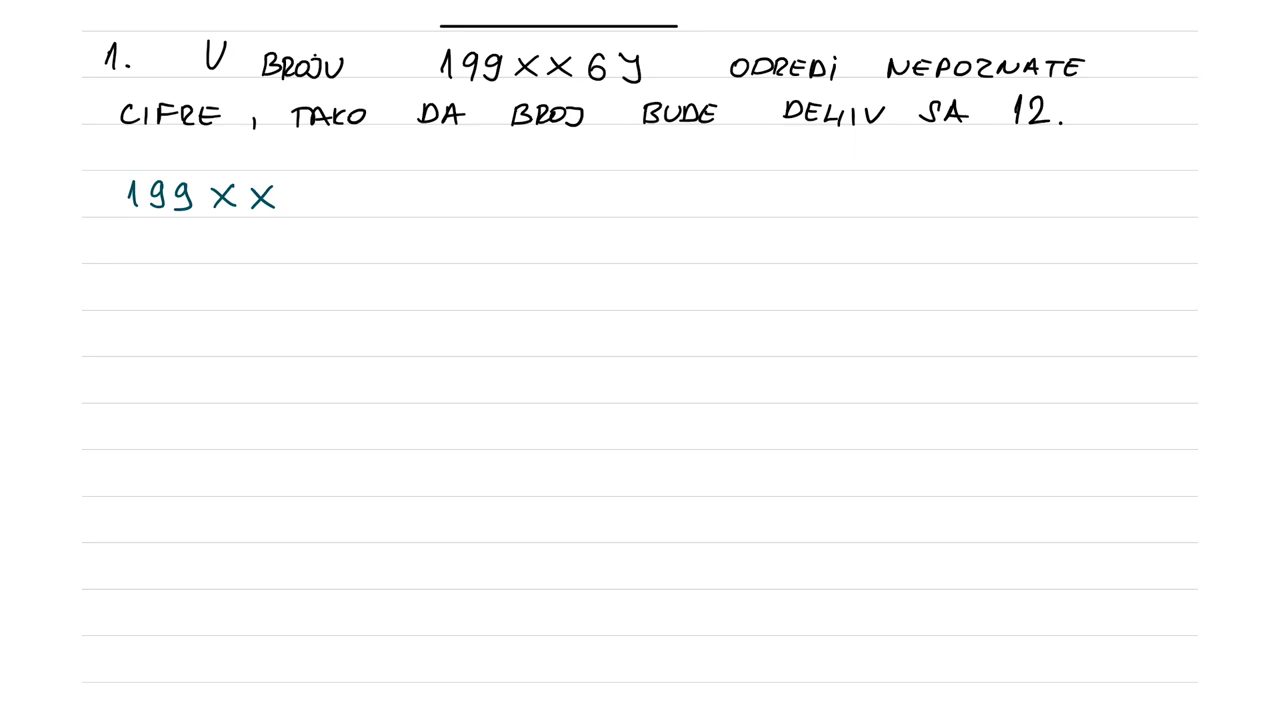 1. U BROJU 199XX6Y ODREDI NEPOZNATE
CIFRE, TAKO DA BROJ BUDE DELJIV SA 12.
199XX